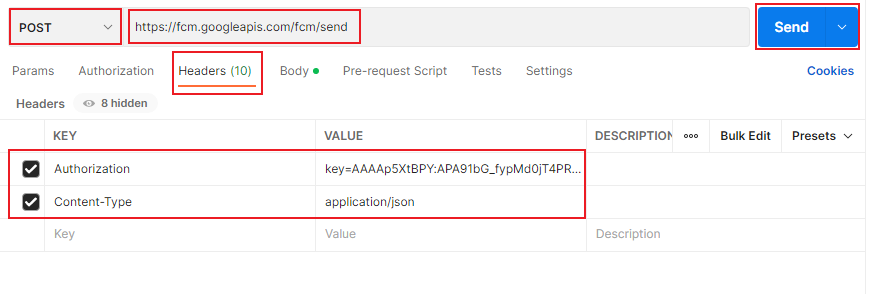 POST https://fcm.googleapis.com/fcm/send Send
Params Authorization Headers (10) Body Pre-request Script Tests Settings Cookies
Headers 8 hidden
KEY VALUE DESCRIPTION ooo Bulk Edit Presets
Authorization key=AAAAp5XtBPY:APA91bG_fypMd0jT4PR...
Content-Type application/json
Key Value Description